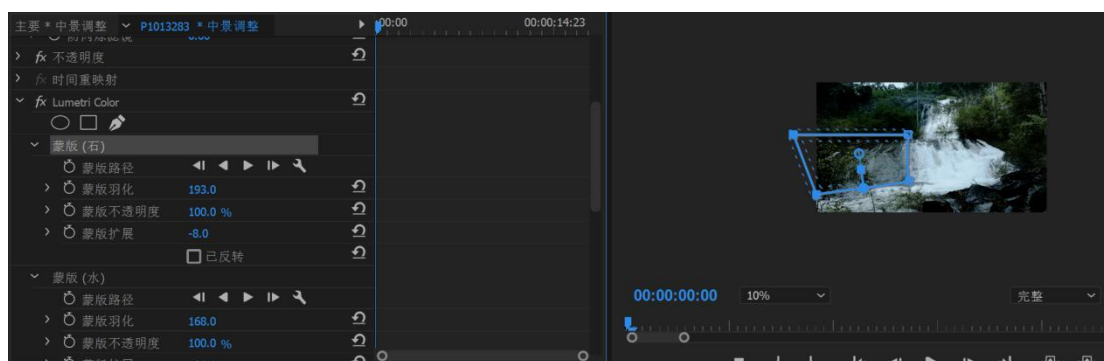 主要 * 中景调整 P1013283 * 中景调整 :00:00 00:00:14:23
0.00
fx 不透明度
fx 时间重映射
fx Lumetri Color
蒙版 (石)
蒙版路径
蒙版羽化 193.0
蒙版不透明度 100.0 %
蒙版扩展 -8.0
已反转
蒙版 (水)
蒙版路径
蒙版羽化 168.0
蒙版不透明度 100.0 %
00:00:00:00 10% 完整